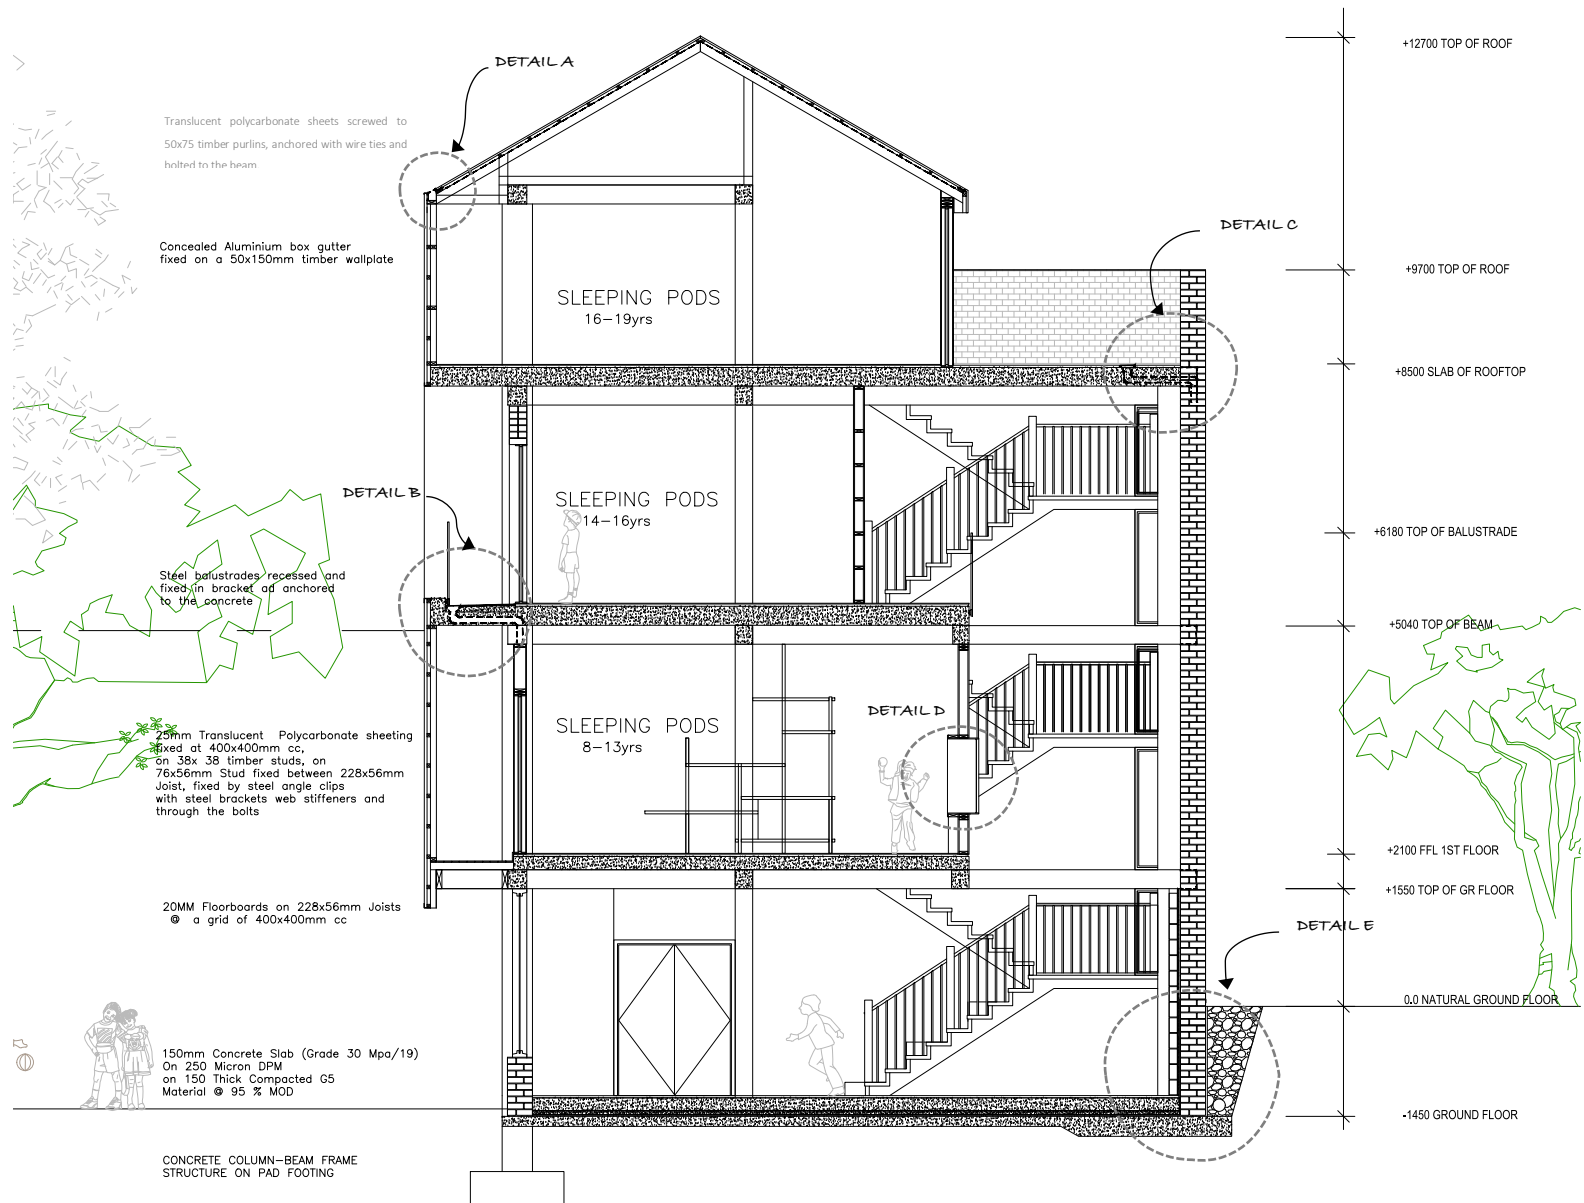 DETAIL A
+12700 TOP OF ROOF
Translucent polycarbonate sheets screwed to
50x75 timber purlins, anchored with wire ties and
bolted to the beam
DETAIL C
Concealed Aluminium box gutter
fixed on a 50x150mm timber wallplate
+9700 TOP OF ROOF
SLEEPING PODS
16-19yrs
+8500 SLAB OF ROOFTOP
DETAIL B
SLEEPING PODS
14-16yrs
+6180 TOP OF BALUSTRADE
Steel balustrades recessed and
fixed in bracket ad anchored
to the concrete
+5040 TOP OF BEAM
DETAIL D
SLEEPING PODS
8-13yrs
25mm Translucent Polycarbonate sheeting
fixed at 400x400mm cc,
on 38x 38 timber studs, on
76x56mm Stud fixed between 228x56mm
Joist, fixed by steel angle clips
with steel brackets web stiffeners and
through the bolts
+2100 FFL 1ST FLOOR
+1550 TOP OF GR FLOOR
20MM Floorboards on 228x56mm Joists
@ a grid of 400x400mm cc
DETAIL E
0.0 NATURAL GROUND FLOOR
150mm Concrete Slab (Grade 30 Mpa/19)
On 250 Micron DPM
on 150 Thick Compacted G5
Material @ 95 % MOD
-1450 GROUND FLOOR
CONCRETE COLUMN-BEAM FRAME
STRUCTURE ON PAD FOOTING